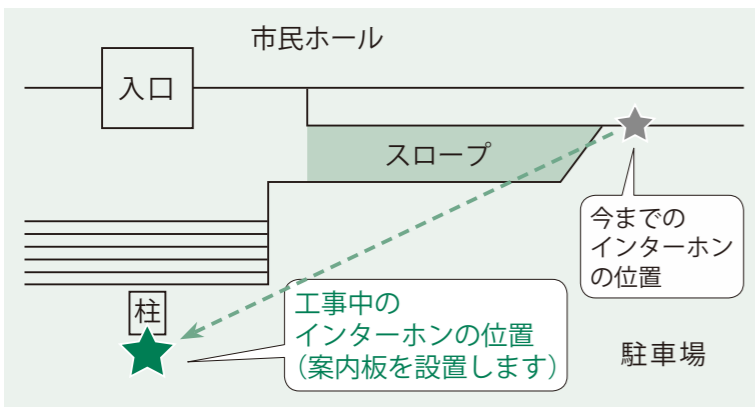 市民ホール
入口
スロープ
今までの
インターホン
の位置
柱
工事中の
インターホンの位置
（案内板を設置します）
駐車場